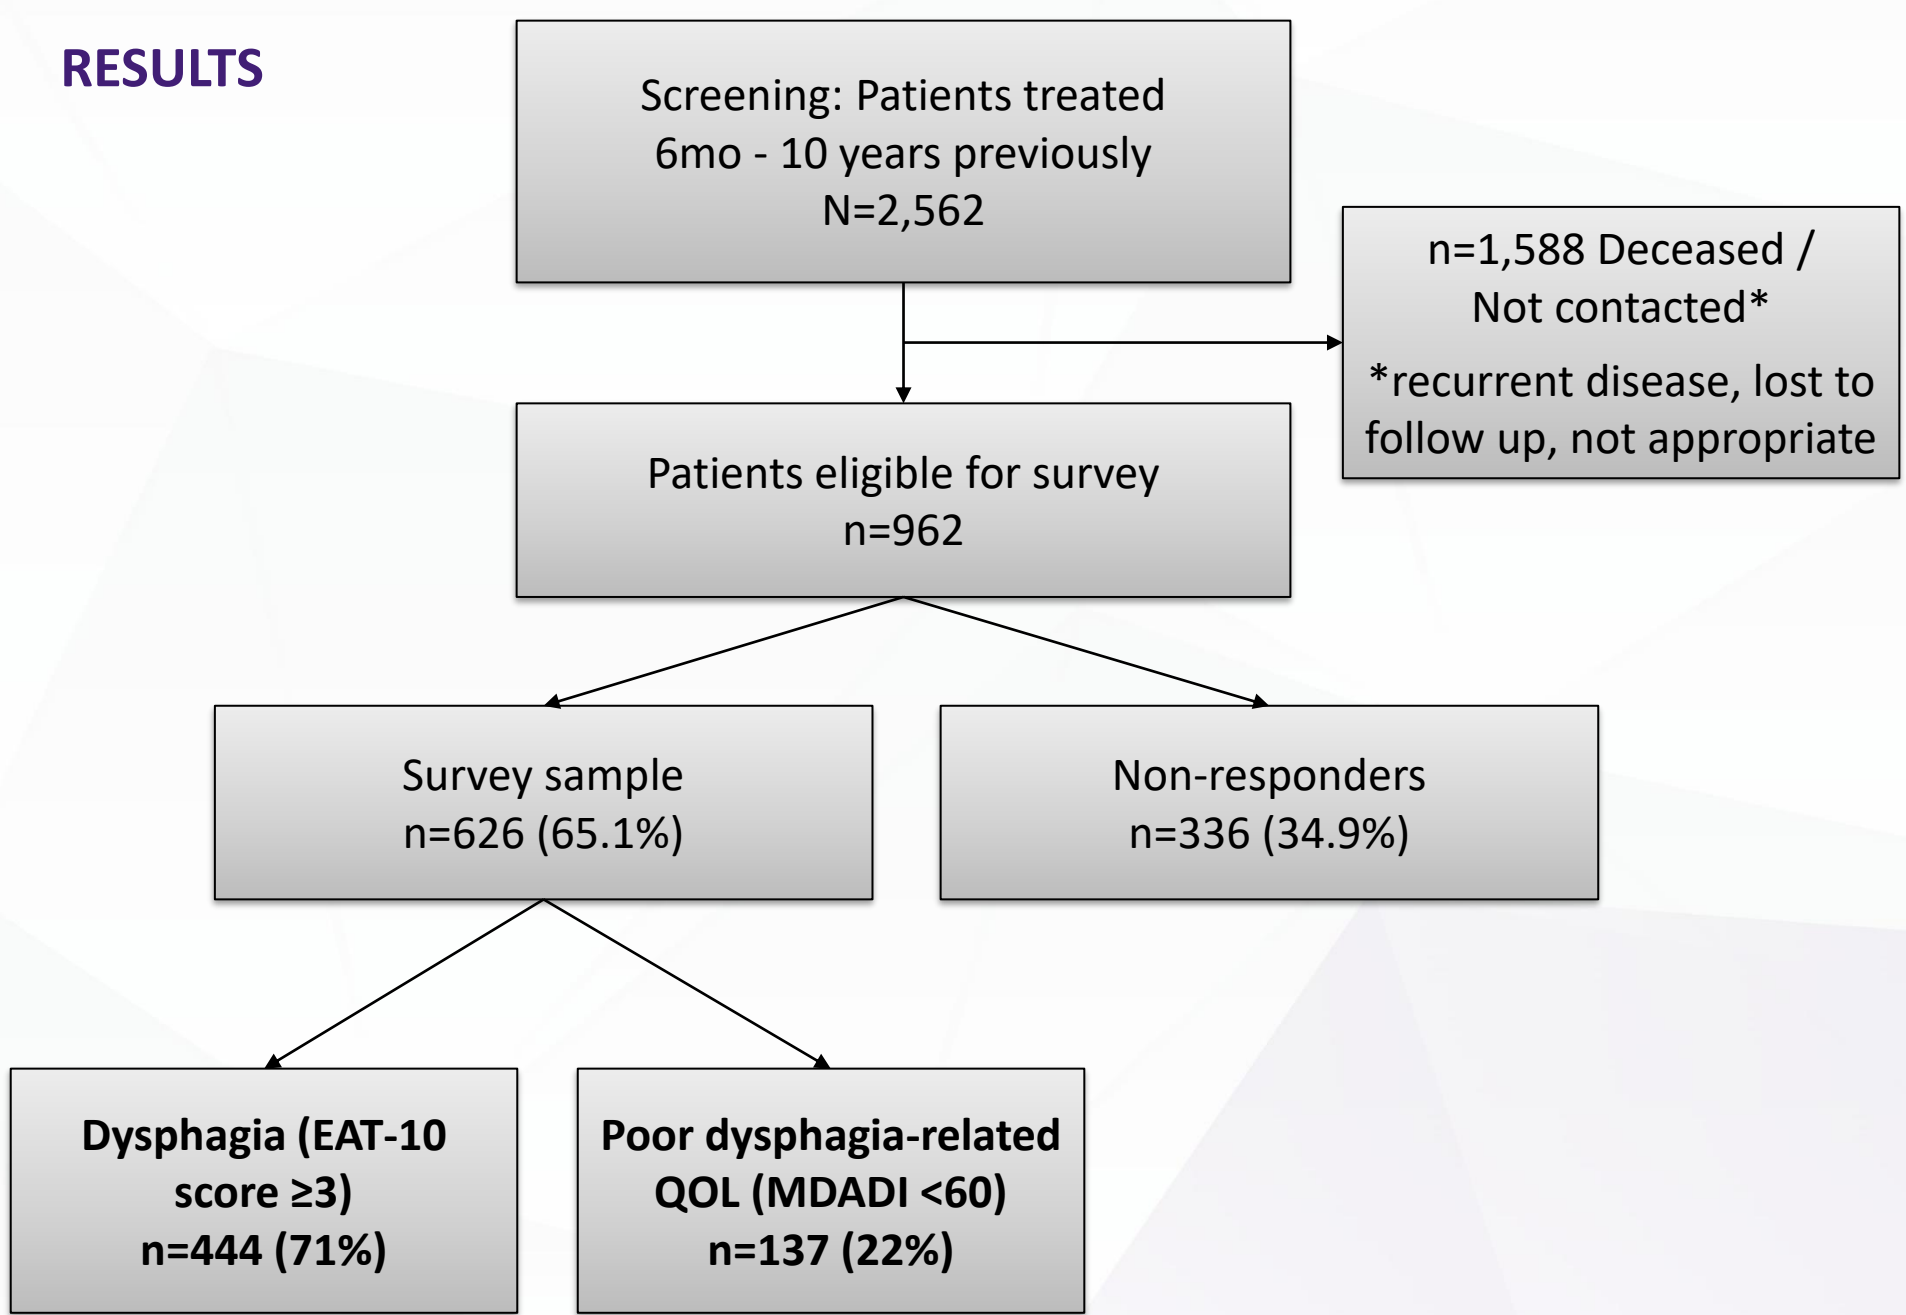 RESULTS
Screening: Patients treated
6mo - 10 years previously
N=2,562
n=1,588 Deceased /
Not contacted*
*recurrent disease, lost to
follow up, not appropriate
Patients eligible for survey
n=962
Survey sample
n=626 (65.1%)
Non-responders
n=336 (34.9%)
Dysphagia (EAT-10
score ≥3)
n=444 (71%)
Poor dysphagia-related
QOL (MDADI <60)
n=137 (22%)